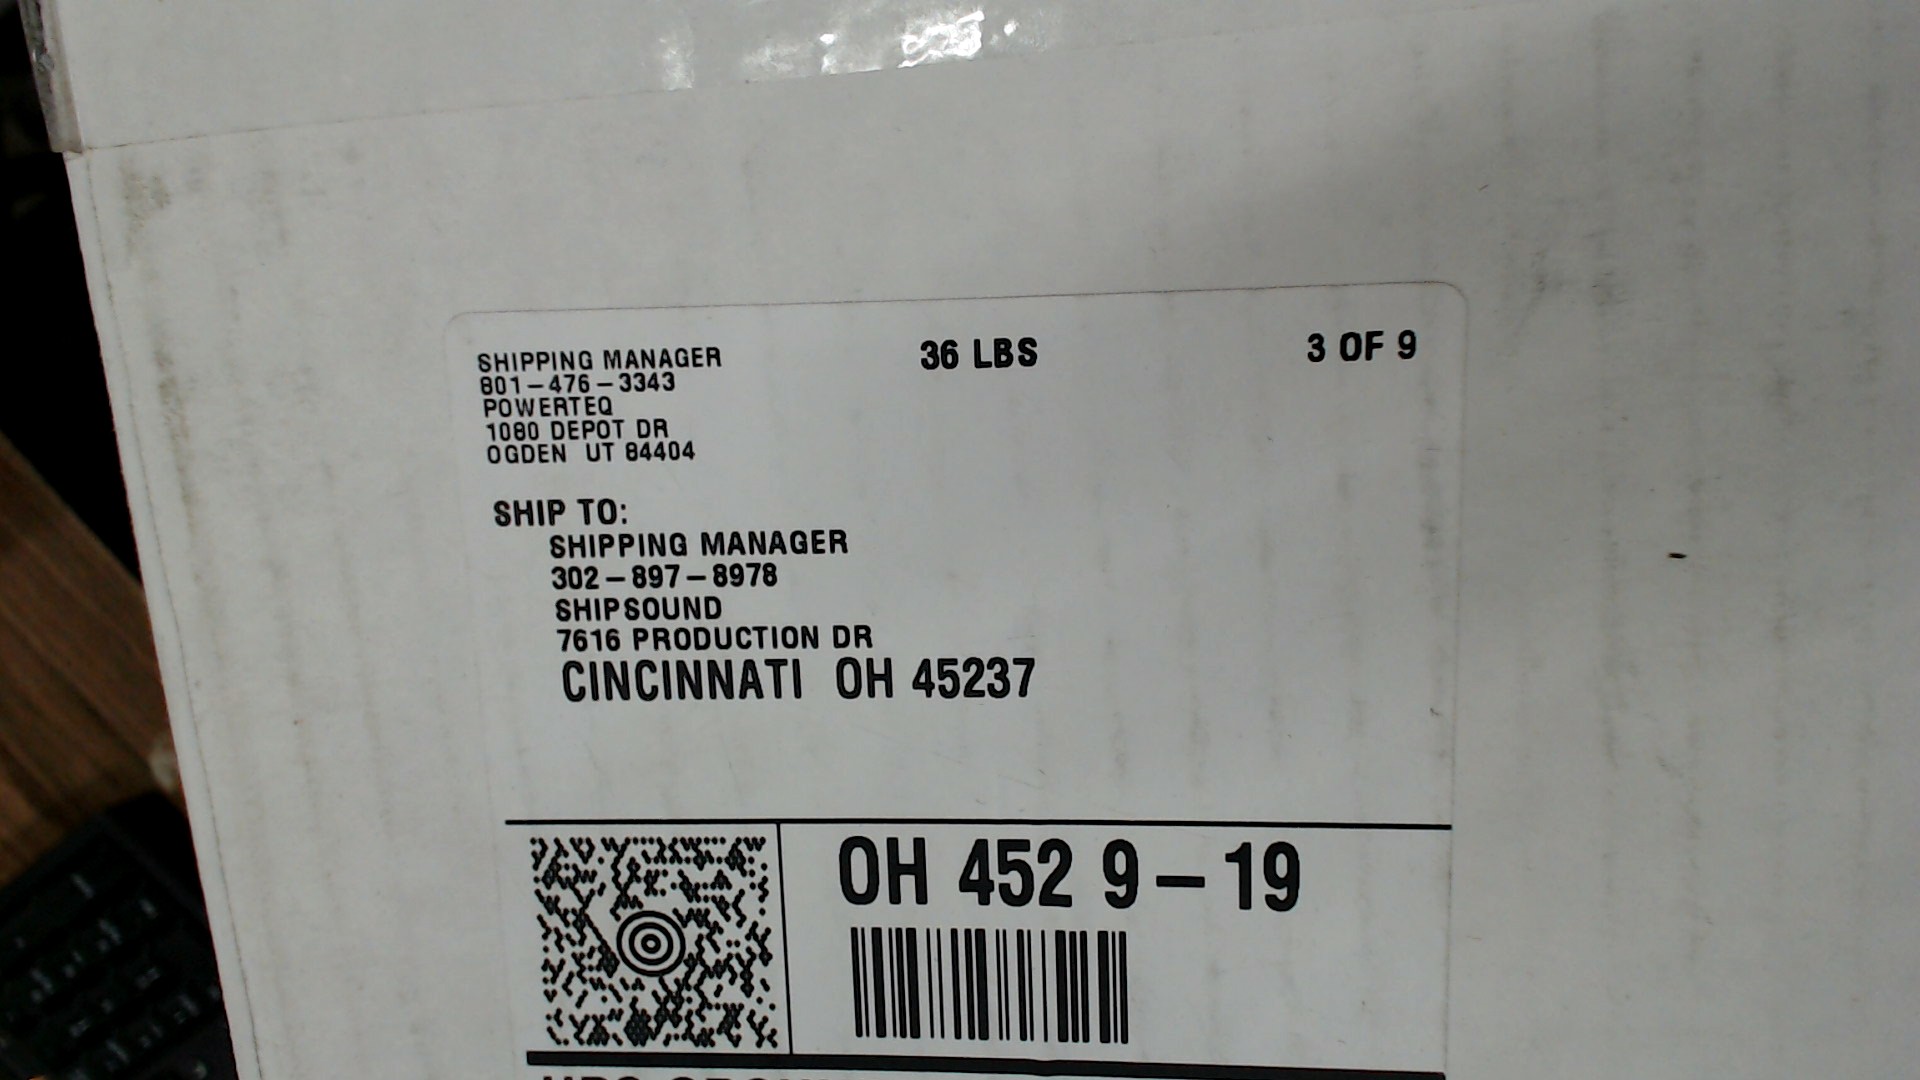 SHIPPING MANAGER
801-476-3343
POWERTEQ
1080 DEPOT DR
OGDEN UT 84404
36 LBS
3 OF 9
SHIP TO:
SHIPPING MANAGER
302-897-8978
SHIPSOUND
7616 PRODUCTION DR
CINCINNATI OH 45237
OH 452 9-19